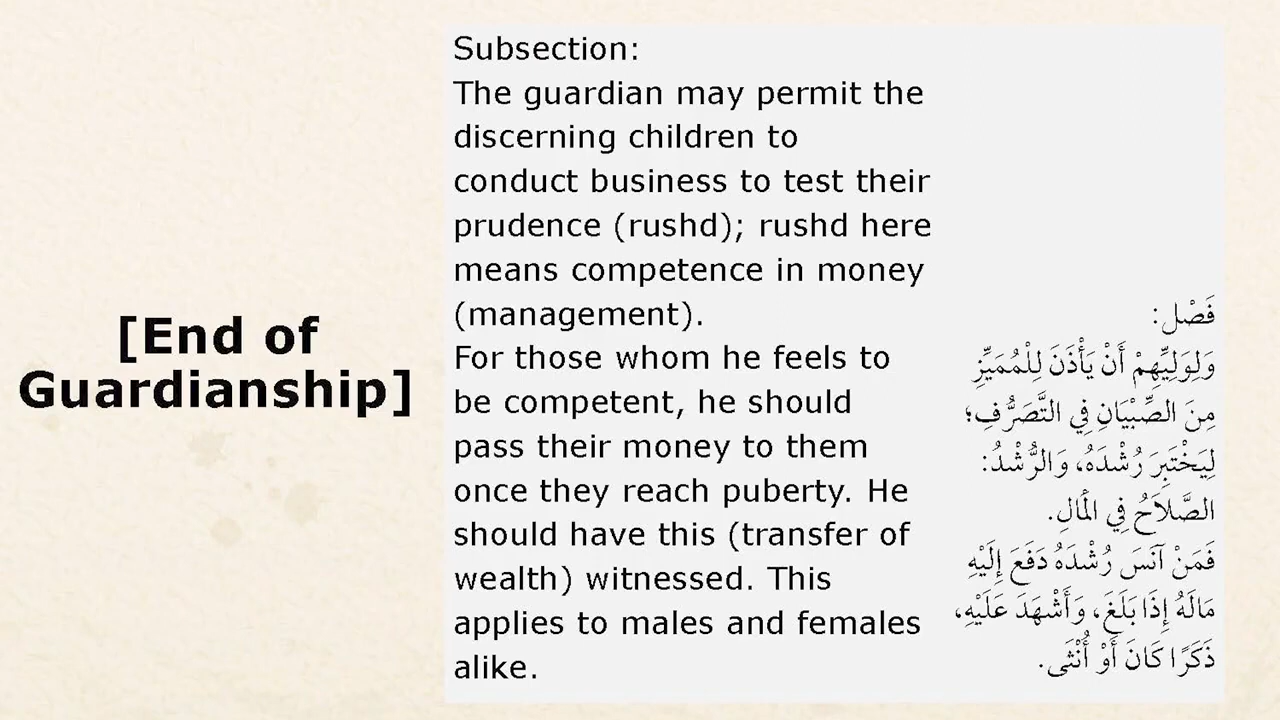 [End of
Guardianship]
Subsection:
The guardian may permit the
discerning children to
conduct business to test their
prudence (rushd); rushd here
means competence in money
(management).
For those whom he feels to
be competent, he should
pass their money to them
once they reach puberty. He
should have this (transfer of
wealth) witnessed. This
applies to males and females
alike.
فَصْل:
وَلِوَلِيِّهِمْ أَنْ يَأْذَنَ لِلْمُمَيِّزِ
مِنَ الصِّبْيَانِ فِي التَّصَرُّفِ؛
لِيَخْتَبِرَ رُشْدَهُ، وَالرُّشْدُ:
الصَّلَاحُ فِي الْمَالِ.
فَمَنْ آنَسَ رُشْدَهُ دَفَعَ إِلَيْهِ
مَالَهُ إِذَا بَلَغَ، وَأَشْهَدَ عَلَيْهِ،
ذَكَرًا كَانَ أَوْ أُنْثَى.